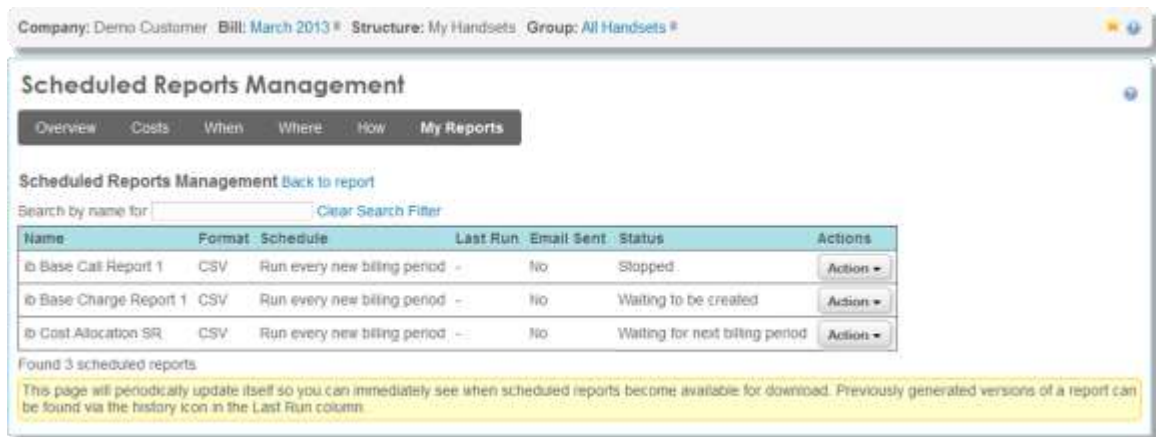 Company: Demo Customer Bill: March 2013 Structure: My Handsets Group: All Handsets
Scheduled Reports Management
Overview Costs When Where How My Reports
Scheduled Reports Management Back to report
Search by name for Clear Search Filter
Name Format Schedule Last Run Email Sent Status Actions
ib Base Call Report 1 CSV Run every new billing period - No Stopped Action
ib Base Charge Report 1 CSV Run every new billing period - No Waiting to be created Action
ib Cost Allocation SR CSV Run every new billing period - No Waiting for next billing period Action
Found 3 scheduled reports
This page will periodically update itself so you can immediately see when scheduled reports become available for download. Previously generated versions of a report can
be found via the history icon in the Last Run column.